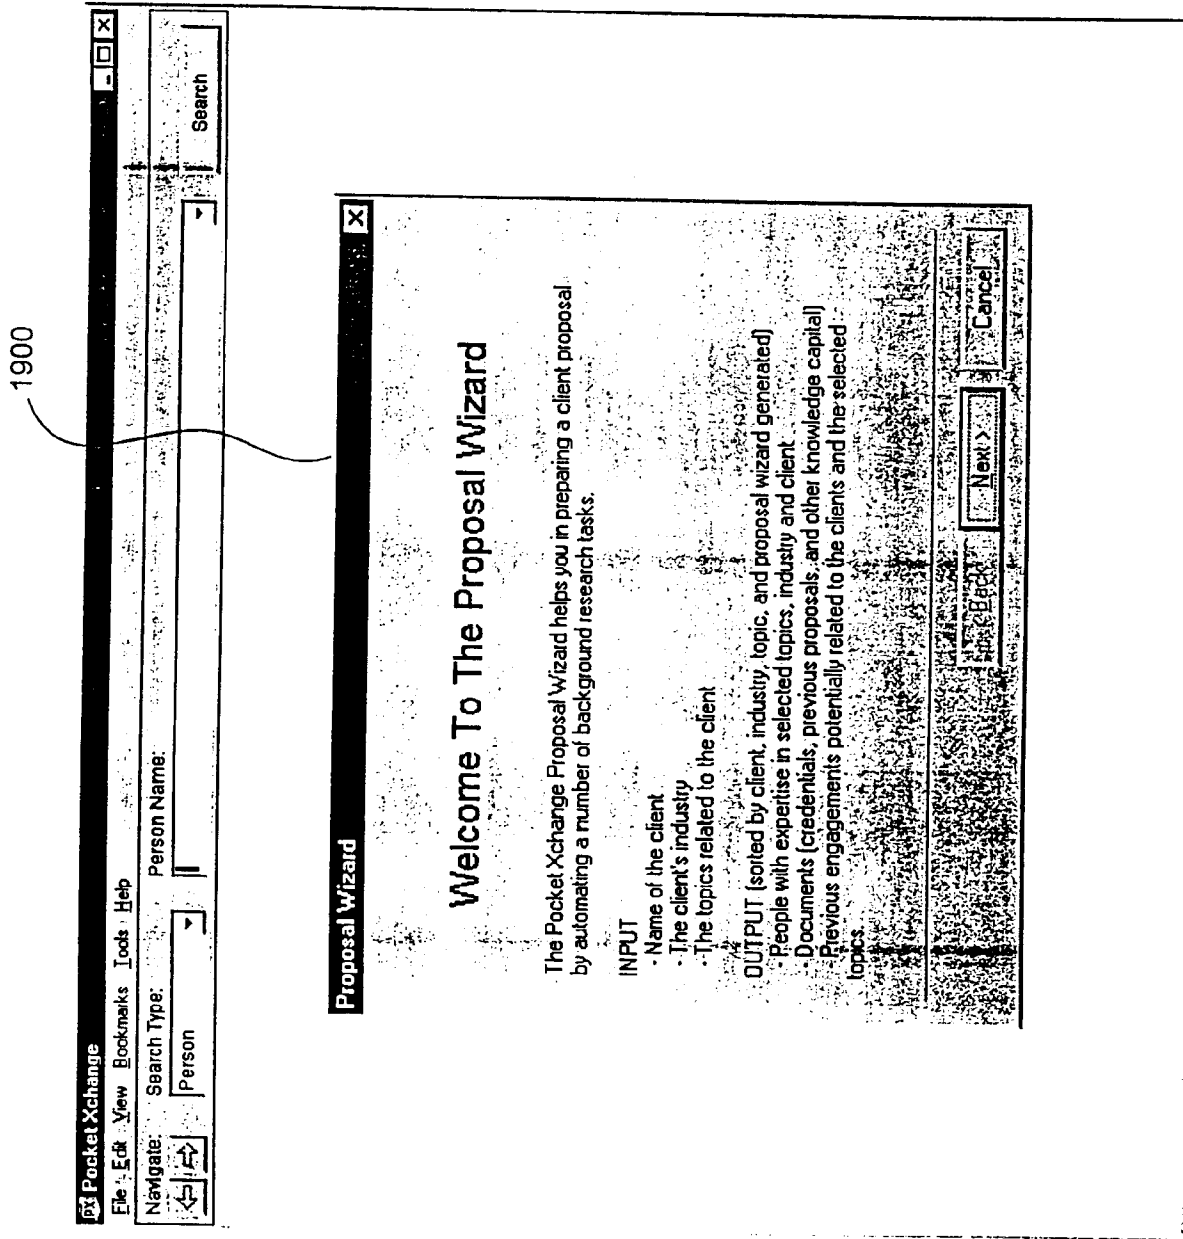 1900
Pocket Xchange
File Edit View Bookmarks Tools Help
Navigate: Search Type: Person Name:
Person Search
Proposal Wizard
Welcome To The Proposal Wizard
The Pocket Xchange Proposal Wizard helps you in preparing a client proposal
by automating a number of background research tasks.
INPUT
- Name of the client
- The client's industry
- The topics related to the client
OUTPUT (sorted by client, industry, topic, and proposal wizard generated)
- People with expertise in selected topics, industry and client
- Documents (credentials, previous proposals, and other knowledge capital)
- Previous engagements potentially related to the clients and the selected
topics.
< Back Next > Cancel